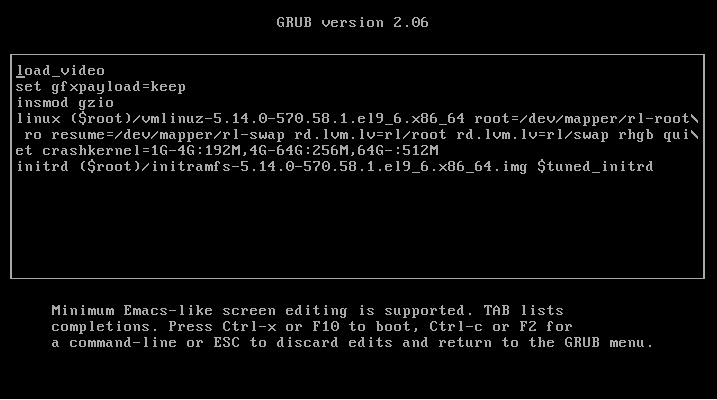 GRUB version 2.06
load_video
set gfxpayload=keep
insmod gzio
linux ($root)/vmlinuz-5.14.0-570.58.1.el9_6.x86_64 root=/dev/mapper/rl-root\
 ro resume=/dev/mapper/rl-swap rd.lvm.lv=rl/root rd.lvm.lv=rl/swap rhgb qui\
et crashkernel=1G-4G:192M,4G-64G:256M,64G-:512M
initrd ($root)/initramfs-5.14.0-570.58.1.el9_6.x86_64.img $tuned_initrd
Minimum Emacs-like screen editing is supported. TAB lists
completions. Press Ctrl-x or F10 to boot, Ctrl-c or F2 for
a command-line or ESC to discard edits and return to the GRUB menu.